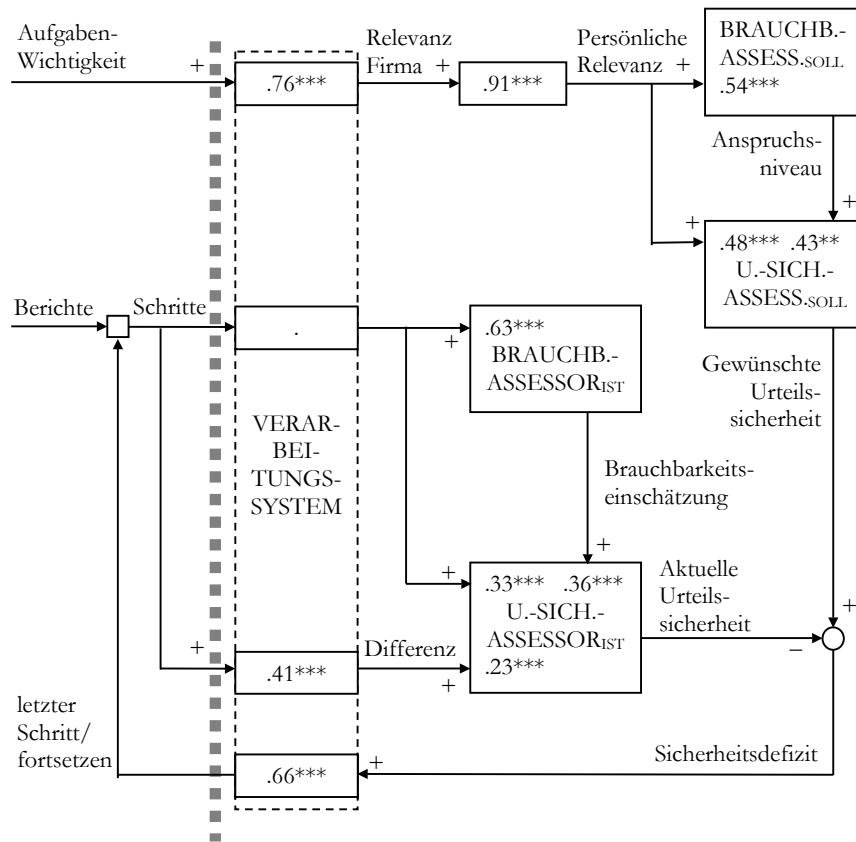 Aufgaben-
Wichtigkeit
+
.76***
Relevanz
Firma +
.91***
Persönliche
Relevanz +
BRAUCHB.-
ASSESS.SOLL
.54***
Anspruchs-
niveau
+
+
.48*** .43**
U.-SICH.-
ASSESS.SOLL
Berichte
Schritte
.
+
.63***
BRAUCHB.-
ASSESSORIST
Gewünschte
Urteils-
sicherheit
VERAR-
BEI-
TUNGS-
SYSTEM
Brauchbarkeits-
einschätzung
+
+
.33*** .36***
U.-SICH.-
ASSESSORIST
.23***
Aktuelle
Urteils-
sicherheit
+
–
+
.41***
Differenz
+
letzter
Schritt/
fortsetzen
.66***
+
Sicherheitsdefizit